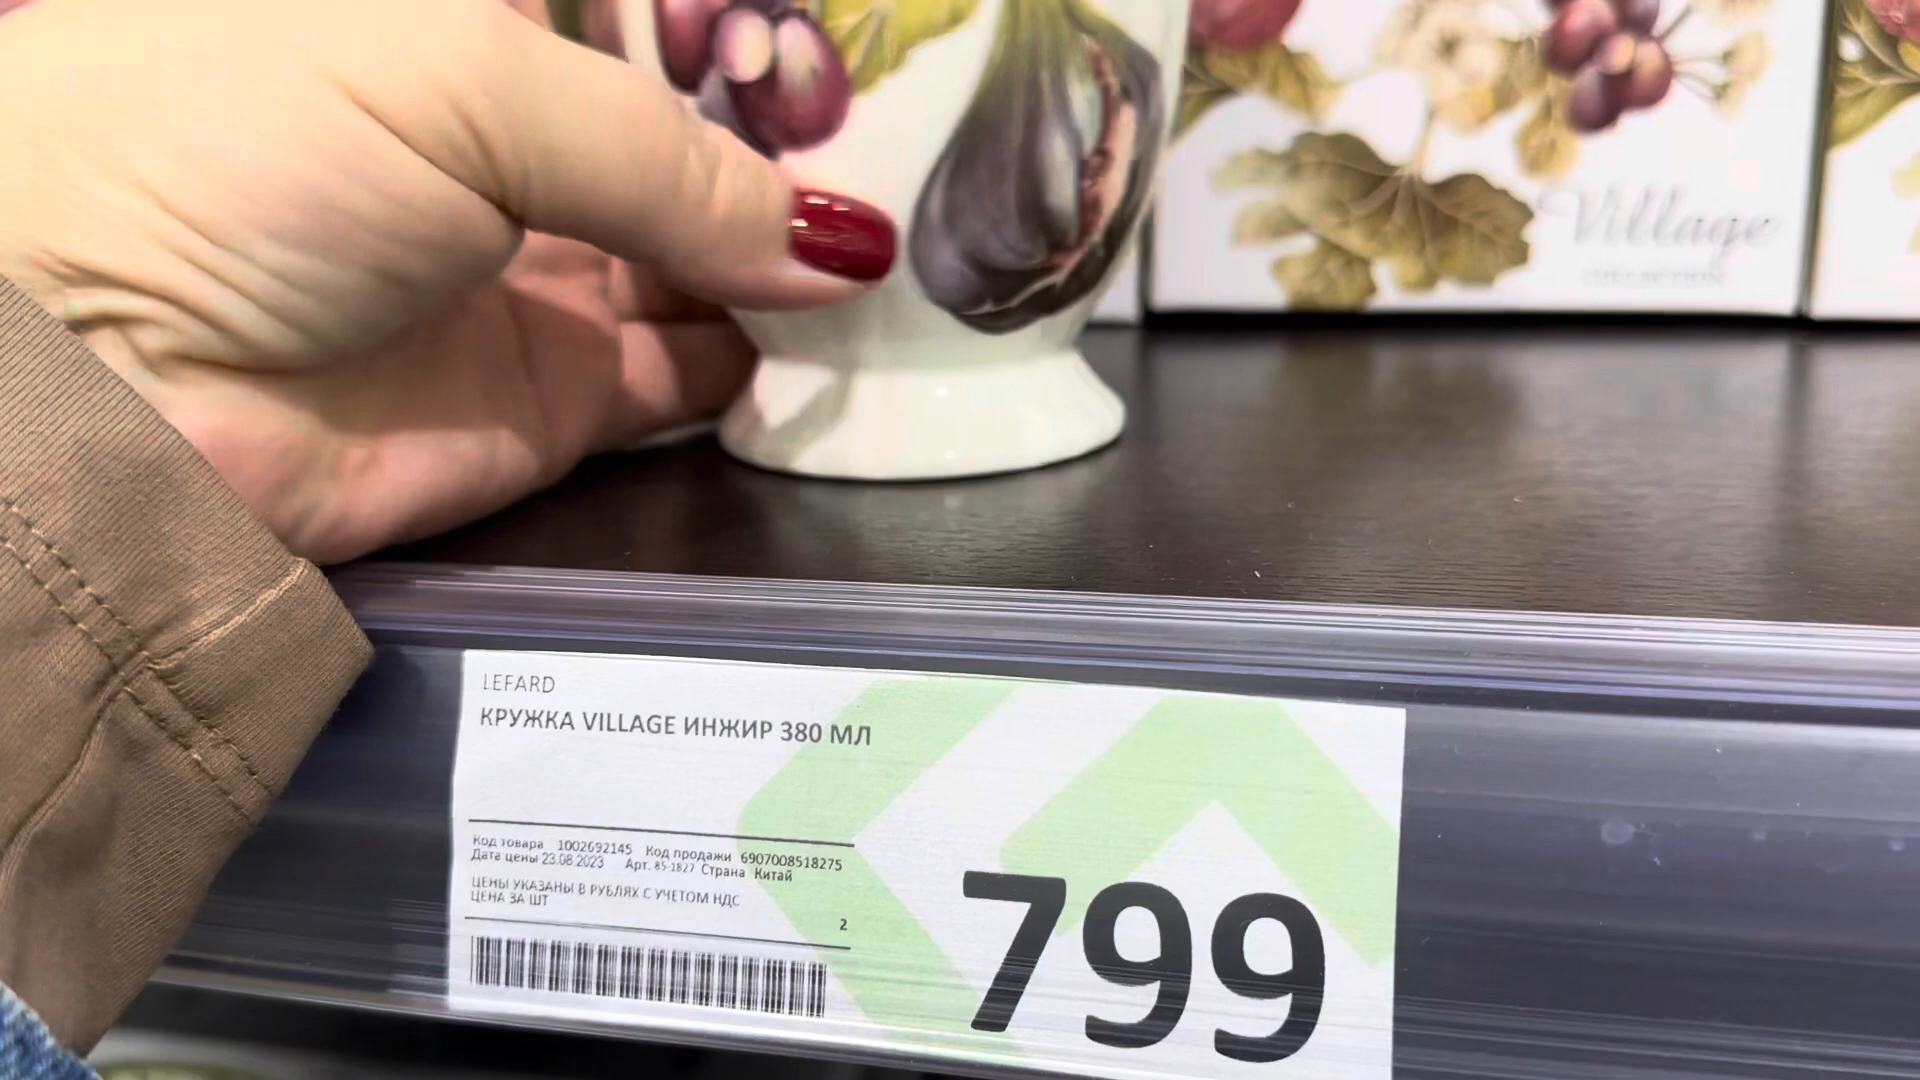 Village
COLLECTION
LEFARD
КРУЖКА VILLAGE ИНЖИР 380 МЛ
Код товара 1002692145 Код продажи 6907008518275
Дата цены 23.08.2023 Арт. 85-1827 Страна Китай
ЦЕНЫ УКАЗАНЫ В РУБЛЯХ С УЧЕТОМ НДС
ЦЕНА ЗА ШТ
2
799